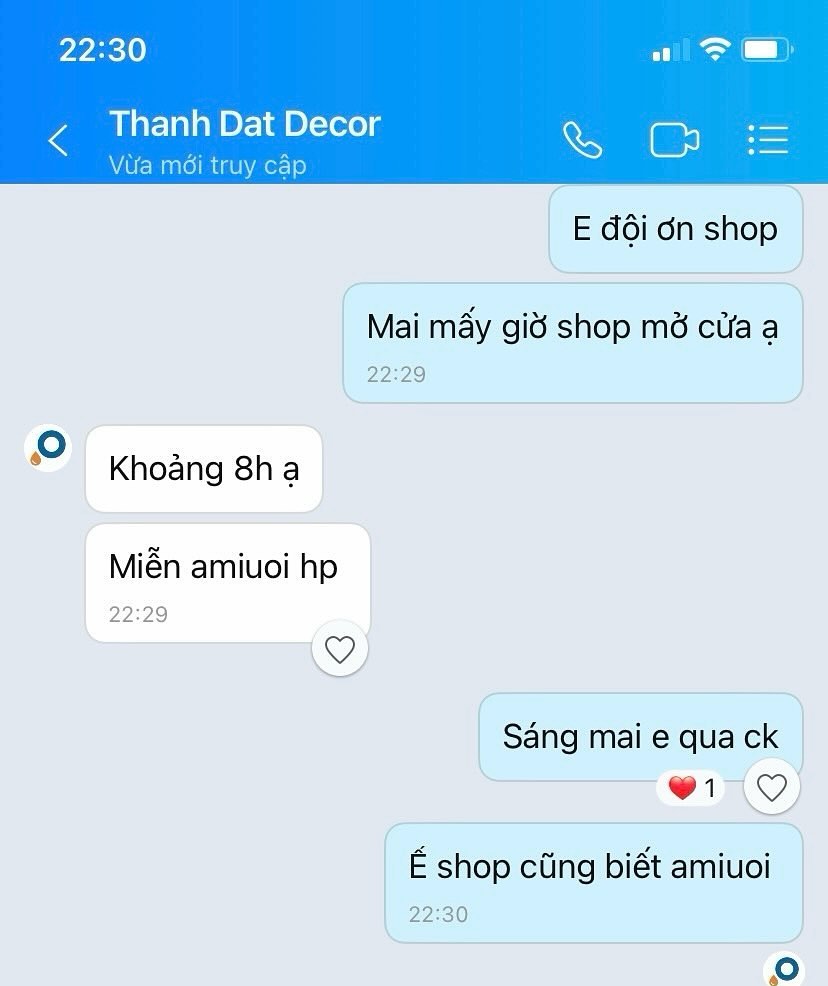 22:30
Thanh Dat Decor
Vừa mới truy cập
E đội ơn shop
Mai mấy giờ shop mở cửa ạ
22:29
Khoảng 8h ạ
Miễn amiuoi hp
22:29
Sáng mai e qua ck
1
Ế shop cũng biết amiuoi
22:30